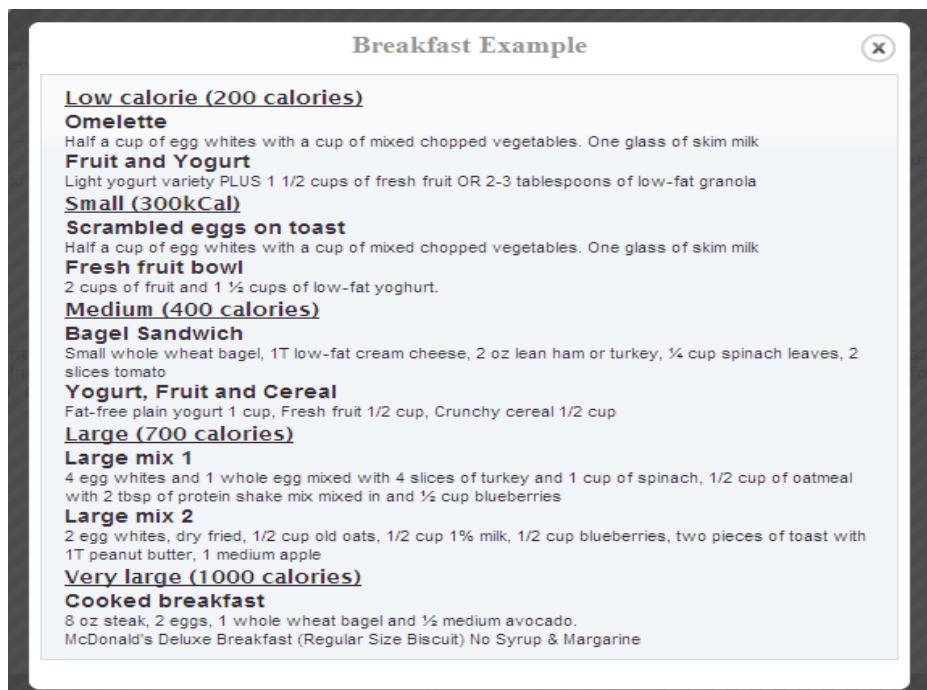 Breakfast Example
Low calorie (200 calories)
Omelette
Half a cup of egg whites with a cup of mixed chopped vegetables. One glass of skim milk
Fruit and Yogurt
Light yogurt variety PLUS 1 1/2 cups of fresh fruit OR 2-3 tablespoons of low-fat granola
Small (300kCal)
Scrambled eggs on toast
Half a cup of egg whites with a cup of mixed chopped vegetables. One glass of skim milk
Fresh fruit bowl
2 cups of fruit and 1 ½ cups of low-fat yoghurt.
Medium (400 calories)
Bagel Sandwich
Small whole wheat bagel, 1T low-fat cream cheese, 2 oz lean ham or turkey, ¼ cup spinach leaves, 2
slices tomato
Yogurt, Fruit and Cereal
Fat-free plain yogurt 1 cup, Fresh fruit 1/2 cup, Crunchy cereal 1/2 cup
Large (700 calories)
Large mix 1
4 egg whites and 1 whole egg mixed with 4 slices of turkey and 1 cup of spinach, 1/2 cup of oatmeal
with 2 tbsp of protein shake mix mixed in and ½ cup blueberries
Large mix 2
2 egg whites, dry fried, 1/2 cup old oats, 1/2 cup 1% milk, 1/2 cup blueberries, two pieces of toast with
1T peanut butter, 1 medium apple
Very large (1000 calories)
Cooked breakfast
8 oz steak, 2 eggs, 1 whole wheat bagel and ½ medium avocado.
McDonald's Deluxe Breakfast (Regular Size Biscuit) No Syrup & Margarine